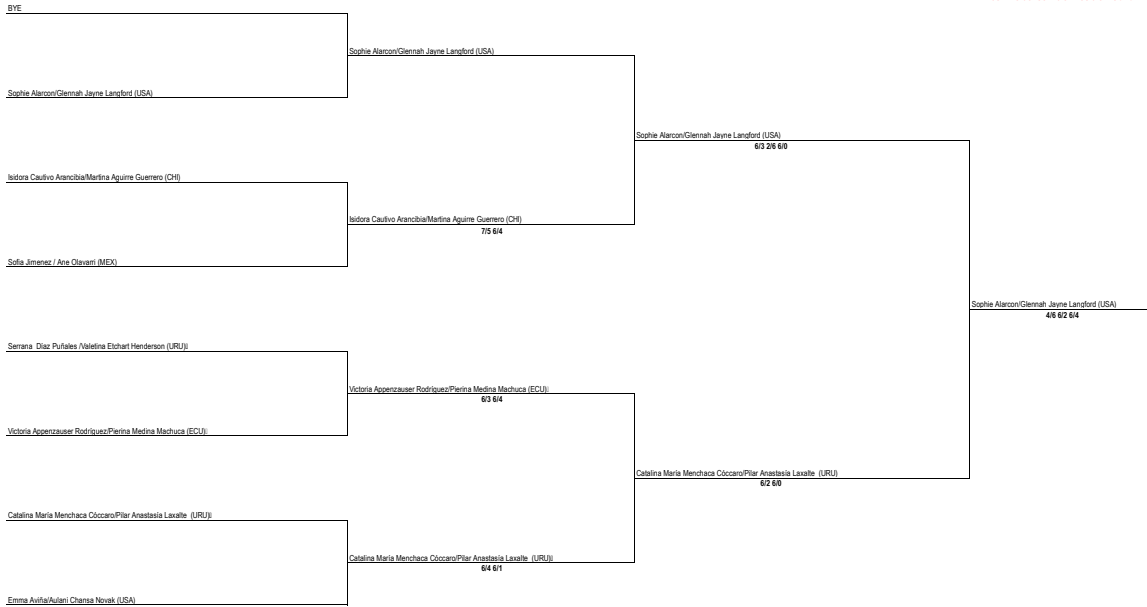 BYE
Sophie Alarcon/Glennah Jayne Langford (USA)
Sophie Alarcon/Glennah Jayne Langford (USA)
Sophie Alarcon/Glennah Jayne Langford (USA)
6/3 2/6 6/0
Isidora Cautivo Arancibia/Martina Aguirre Guerrero (CHI)
Isidora Cautivo Arancibia/Martina Aguirre Guerrero (CHI)
7/5 6/4
Sofia Jimenez / Ane Olavarri (MEX)
Sophie Alarcon/Glennah Jayne Langford (USA)
4/6 6/2 6/4
Serrana Díaz Puñales /Valetina Etchart Henderson (URU)
Victoria Appenzauser Rodríguez/Pierina Medina Machuca (ECU)
6/3 6/4
Victoria Appenzauser Rodríguez/Pierina Medina Machuca (ECU)
Catalina María Menchaca Cóccaro/Pilar Anastasía Laxalte (URU)
6/2 6/0
Catalina María Menchaca Cóccaro/Pilar Anastasía Laxalte (URU)
Catalina María Menchaca Cóccaro/Pilar Anastasía Laxalte (URU)
6/4 6/1
Emma Aviña/Aulani Chansa Novak (USA)